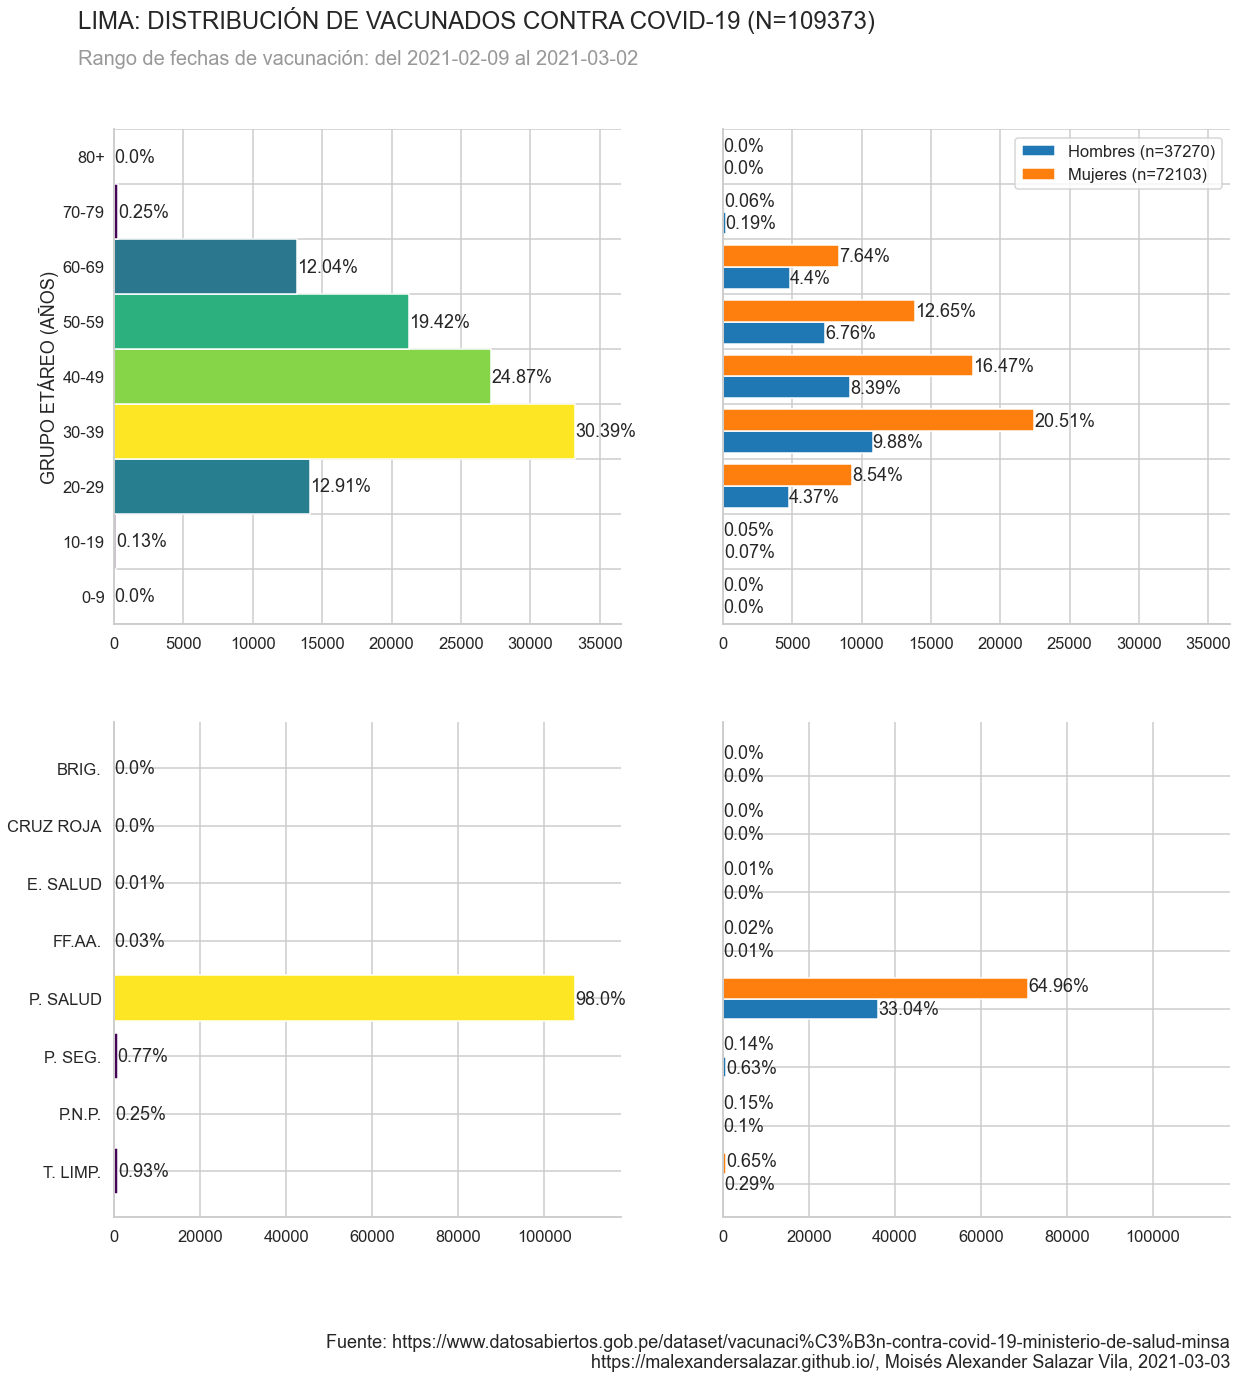 LIMA: DISTRIBUCIÓN DE VACUNADOS CONTRA COVID-19 (N=109373)
Rango de fechas de vacunación: del 2021-02-09 al 2021-03-02
GRUPO ETÁREO (AÑOS)
80+ 0.0%
70-79 0.25%
60-69 12.04%
50-59 19.42%
40-49 24.87%
30-39 30.39%
20-29 12.91%
10-19 0.13%
0-9 0.0%
0 5000 10000 15000 20000 25000 30000 35000
Hombres (n=37270)
Mujeres (n=72103)
0.0%
0.0%
0.06%
0.19%
7.64%
4.4%
12.65%
6.76%
16.47%
8.39%
20.51%
9.88%
8.54%
4.37%
0.05%
0.07%
0.0%
0.0%
0 5000 10000 15000 20000 25000 30000 35000
BRIG. 0.0%
CRUZ ROJA 0.0%
E. SALUD 0.01%
FF.AA. 0.03%
P. SALUD 98.0%
P. SEG. 0.77%
P.N.P. 0.25%
T. LIMP. 0.93%
0 20000 40000 60000 80000 100000
0.0%
0.0%
0.0%
0.0%
0.01%
0.0%
0.02%
0.01%
64.96%
33.04%
0.14%
0.63%
0.15%
0.1%
0.65%
0.29%
0 20000 40000 60000 80000 100000
Fuente: https://www.datosabiertos.gob.pe/dataset/vacunaci%C3%B3n-contra-covid-19-ministerio-de-salud-minsa
https://malexandersalazar.github.io/, Moisés Alexander Salazar Vila, 2021-03-03